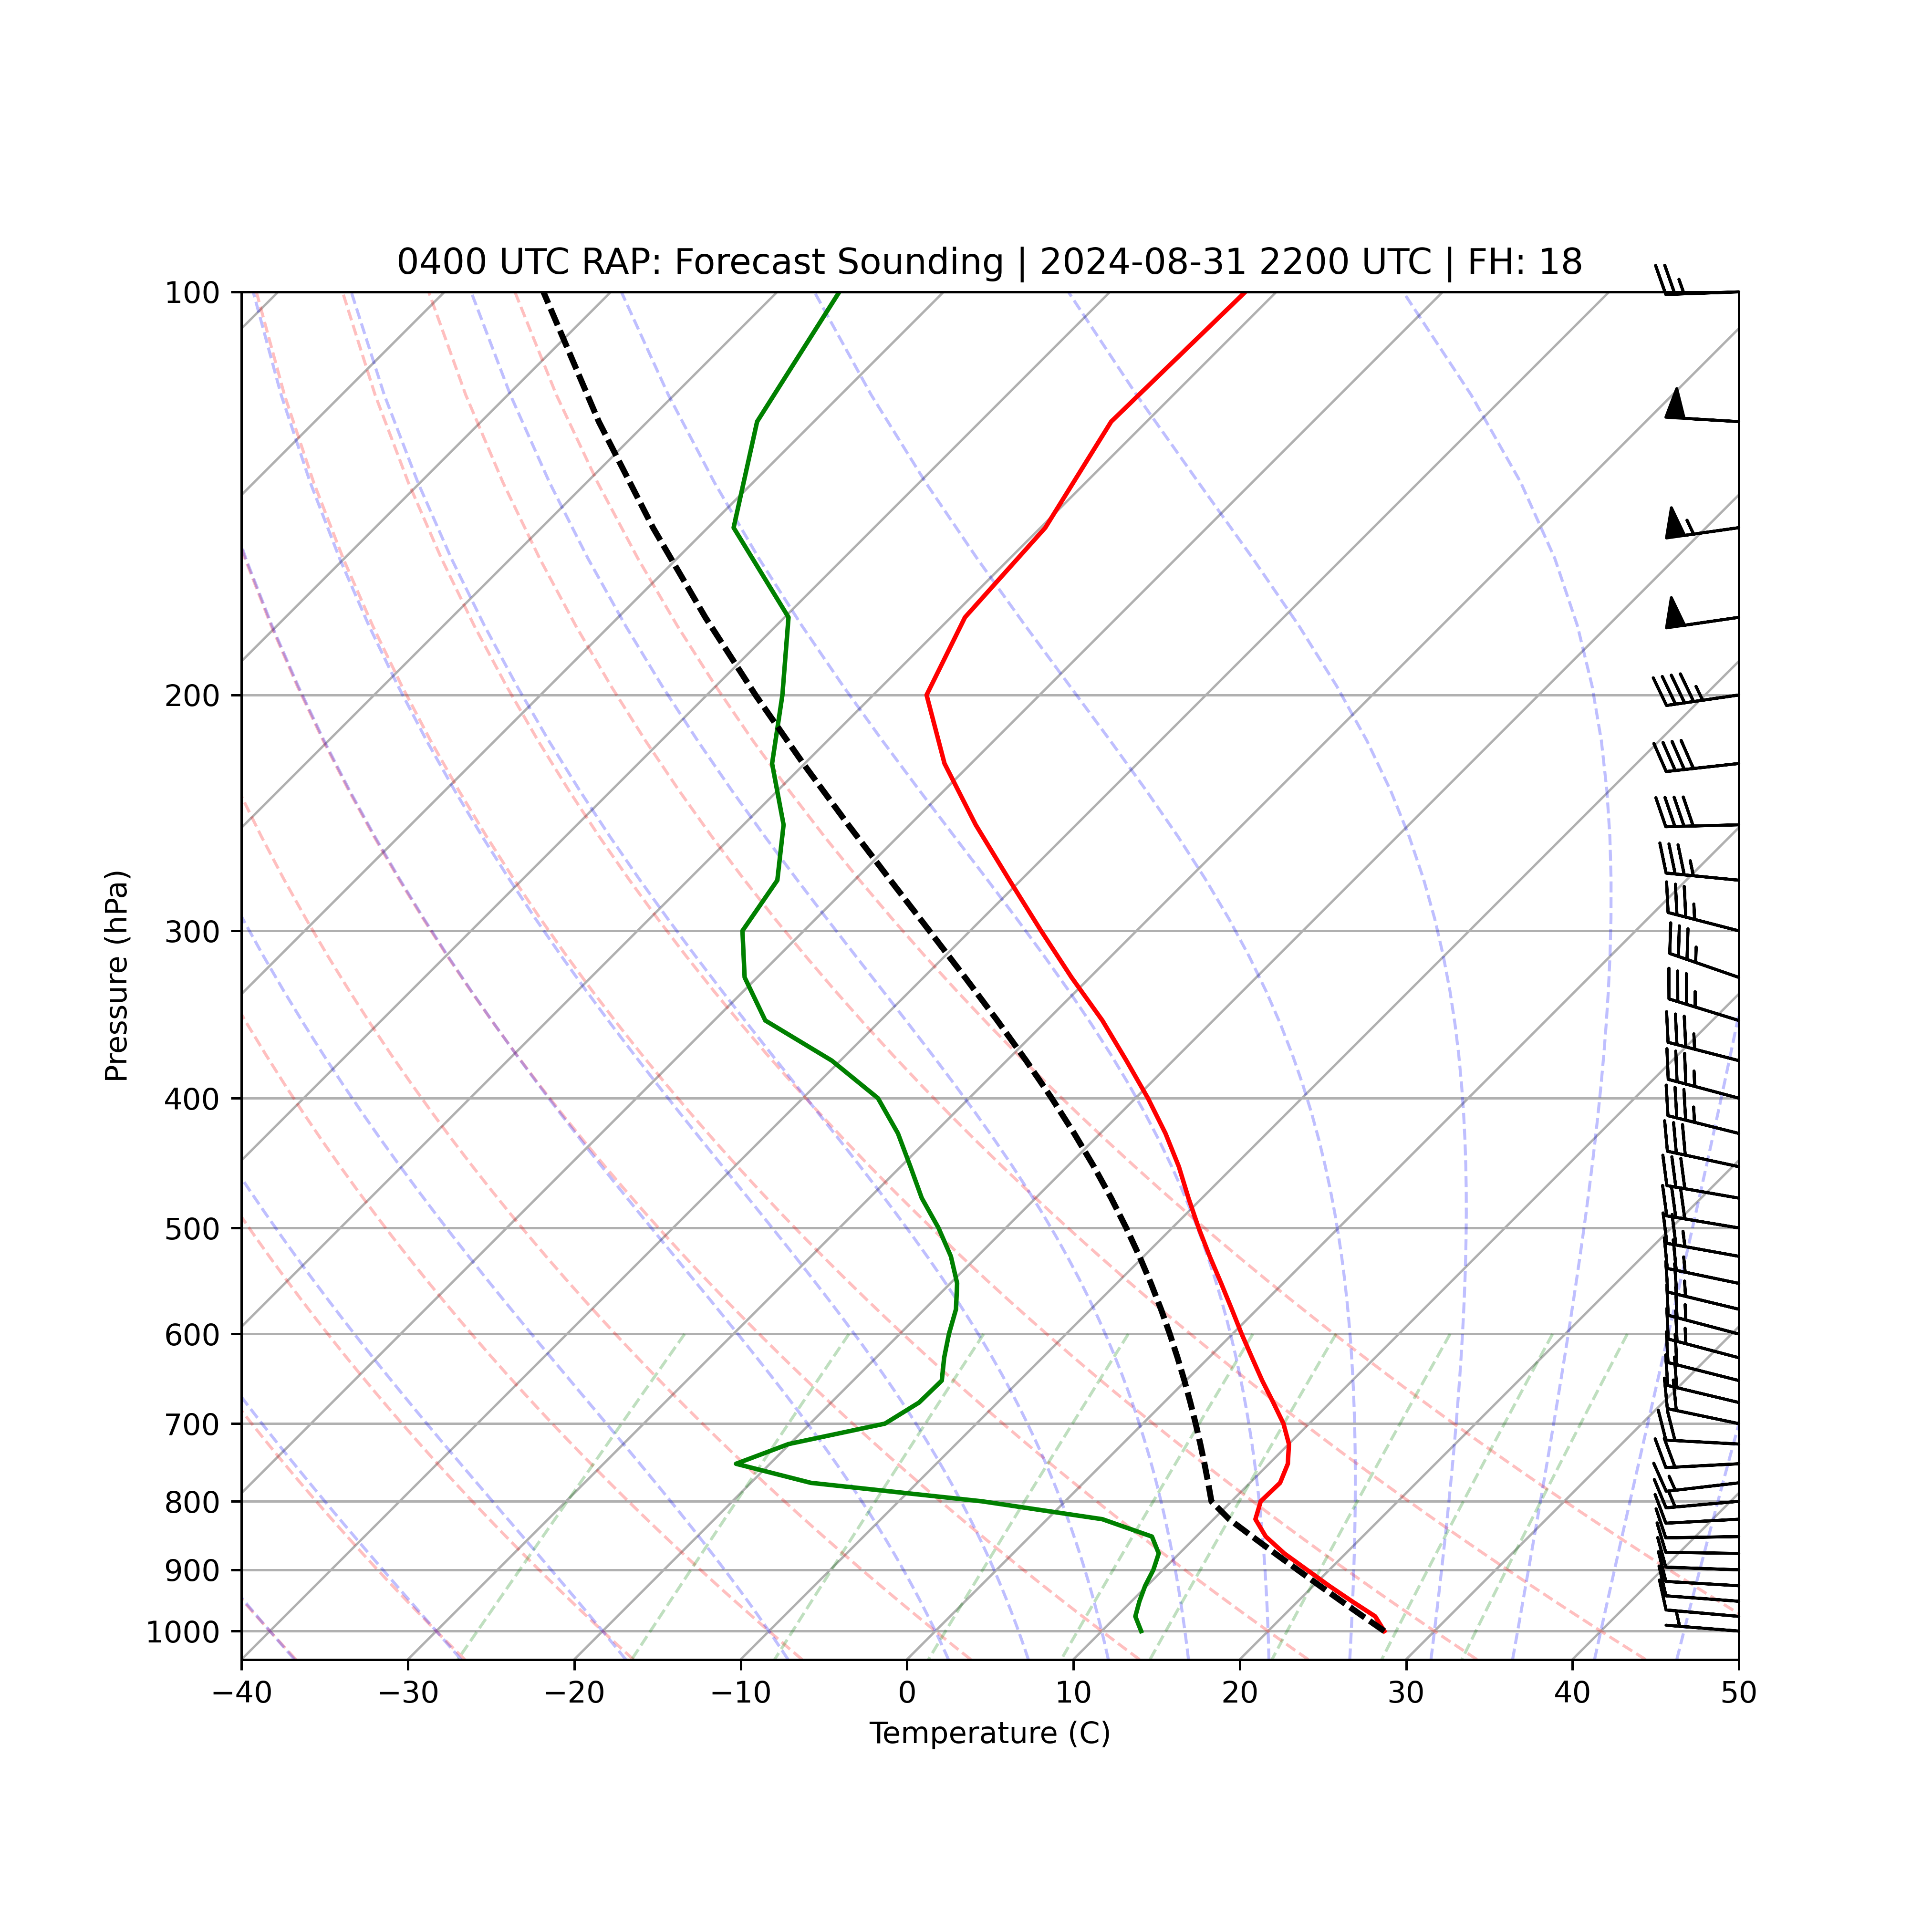 0400 UTC RAP: Forecast Sounding | 2024-08-31 2200 UTC | FH: 18
100
200
300
400
500
600
700
800
900
1000
Pressure (hPa)
−40 −30 −20 −10 0 10 20 30 40 50
Temperature (C)